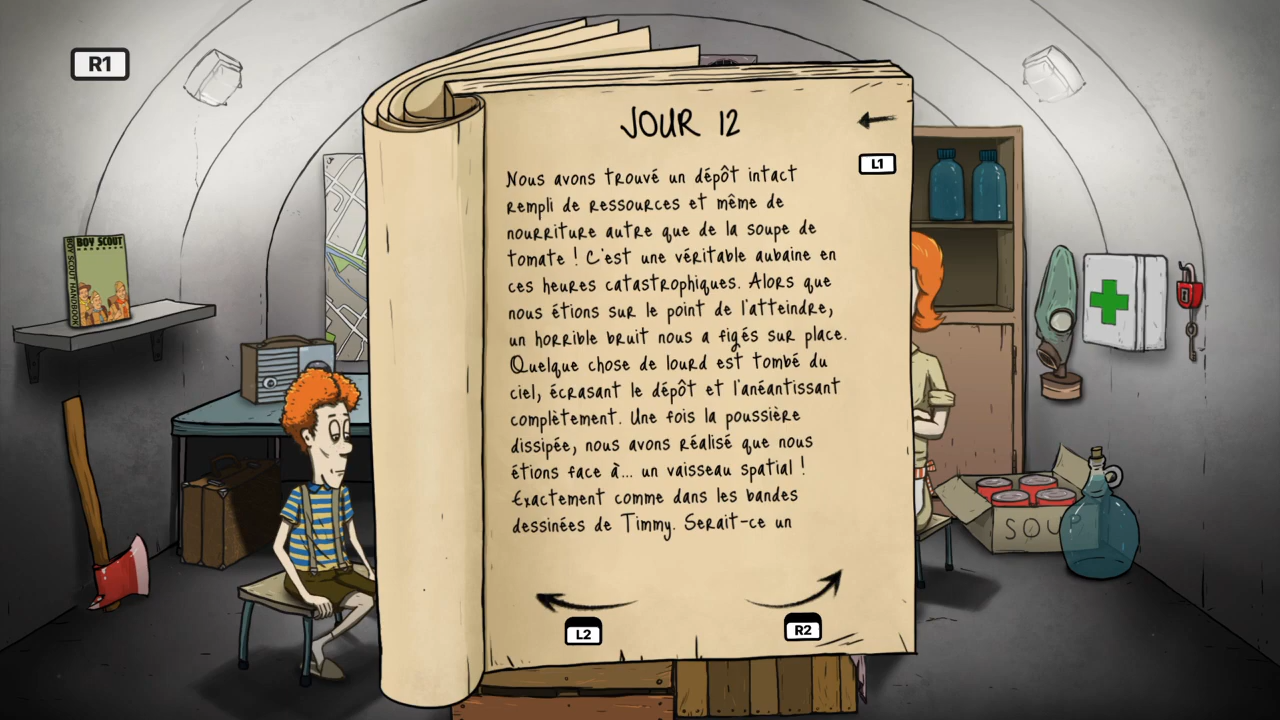 R1
JOUR 12
L1
Nous avons trouvé un dépôt intact
rempli de ressources et même de
nourriture autre que de la soupe de
tomate ! C'est une véritable aubaine en
ces heures catastrophiques. Alors que
nous étions sur le point de l'atteindre,
un horrible bruit nous a figés sur place.
Quelque chose de lourd est tombé du
ciel, écrasant le dépôt et l'anéantissant
complètement. Une fois la poussière
dissipée, nous avons réalisé que nous
étions face à... un vaisseau spatial !
Exactement comme dans les bandes
dessinées de Timmy. Serait-ce un
L2
R2
BOY SCOUT
BOY SCOUT HANDBOOK
SOU